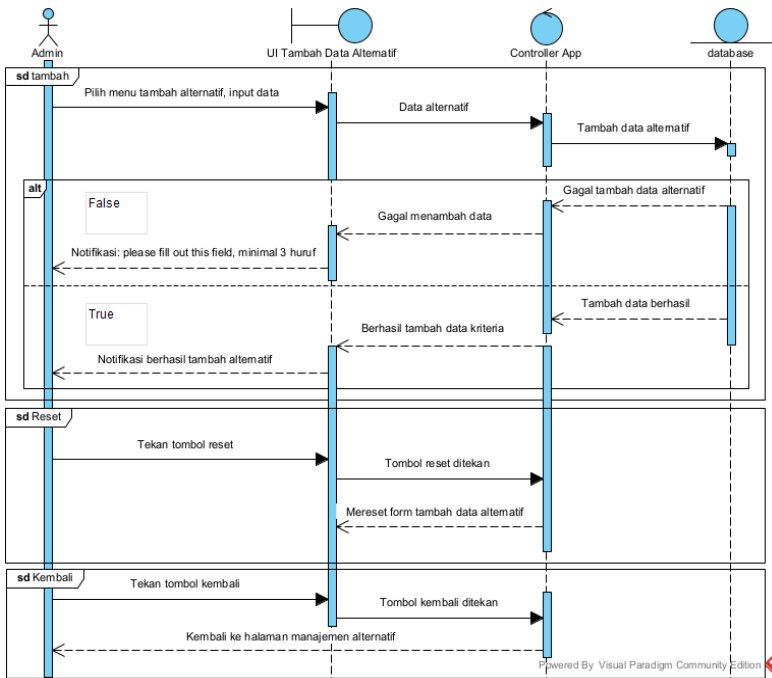 Admin
UI Tambah Data Alternatif
Controller App
database
sd tambah
Pilih menu tambah alternatif, input data
Data alternatif
Tambah data alternatif
alt
False
Gagal tambah data alternatif
Gagal menambah data
Notifikasi: please fill out this field, minimal 3 huruf
True
Tambah data berhasil
Berhasil tambah data kriteria
Notifikasi berhasil tambah alternatif
sd Reset
Tekan tombol reset
Tombol reset ditekan
Mereset form tambah data alternatif
sd Kembali
Tekan tombol kembali
Tombol kembali ditekan
Kembali ke halaman manajemen alternatif
Powered By Visual Paradigm Community Edition